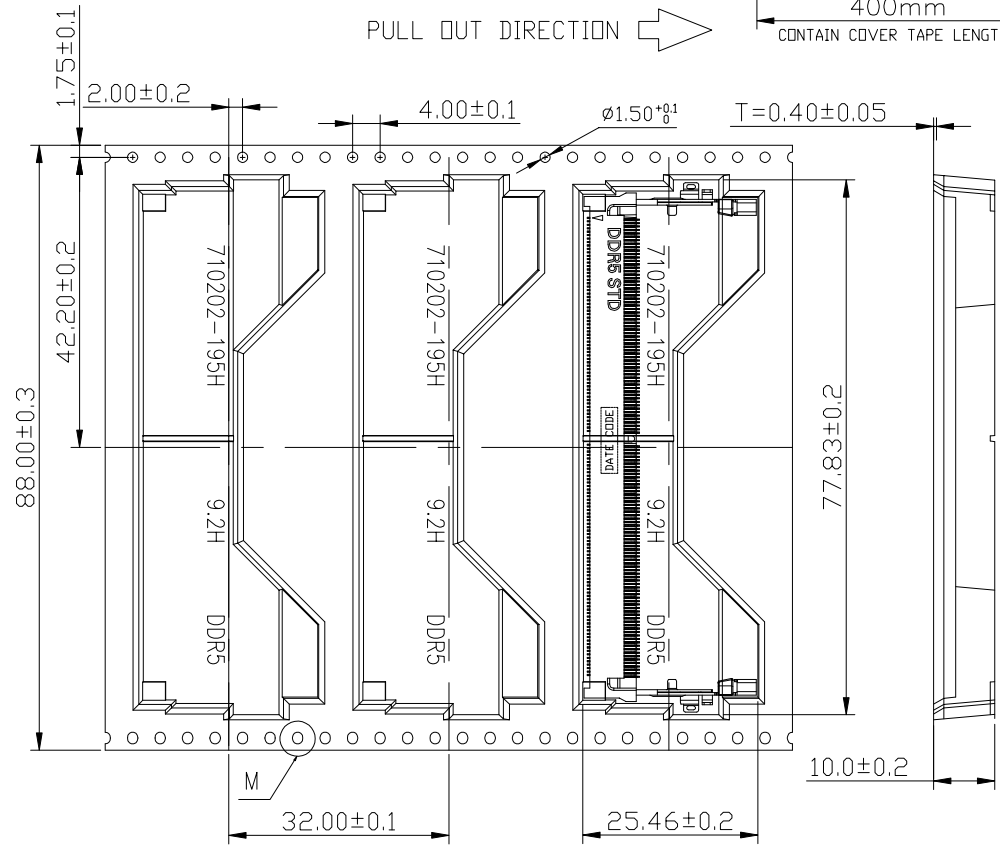 400mm
PULL OUT DIRECTION
CONTAIN COVER TAPE LENGT
1.75±0.1
2.00±0.2
4.00±0.1
⌀1.50 +0.1 0
T=0.40±0.05
42.20±0.2
88.00±0.3
710202-195H
9.2H
DDR5
710202-195H
9.2H
DDR5
DDR5 STD
DATE CODE
710202-195H
9.2H
DDR5
77.83±0.2
10.0±0.2
M
32.00±0.1
25.46±0.2